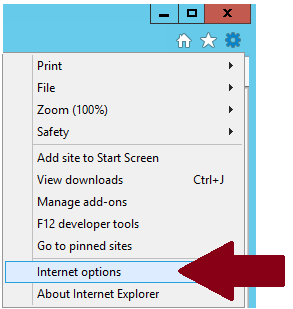 Print
File
Zoom (100%)
Safety
Add site to Start Screen
View downloads Ctrl+J
Manage add-ons
F12 developer tools
Go to pinned sites
Internet options
About Internet Explorer